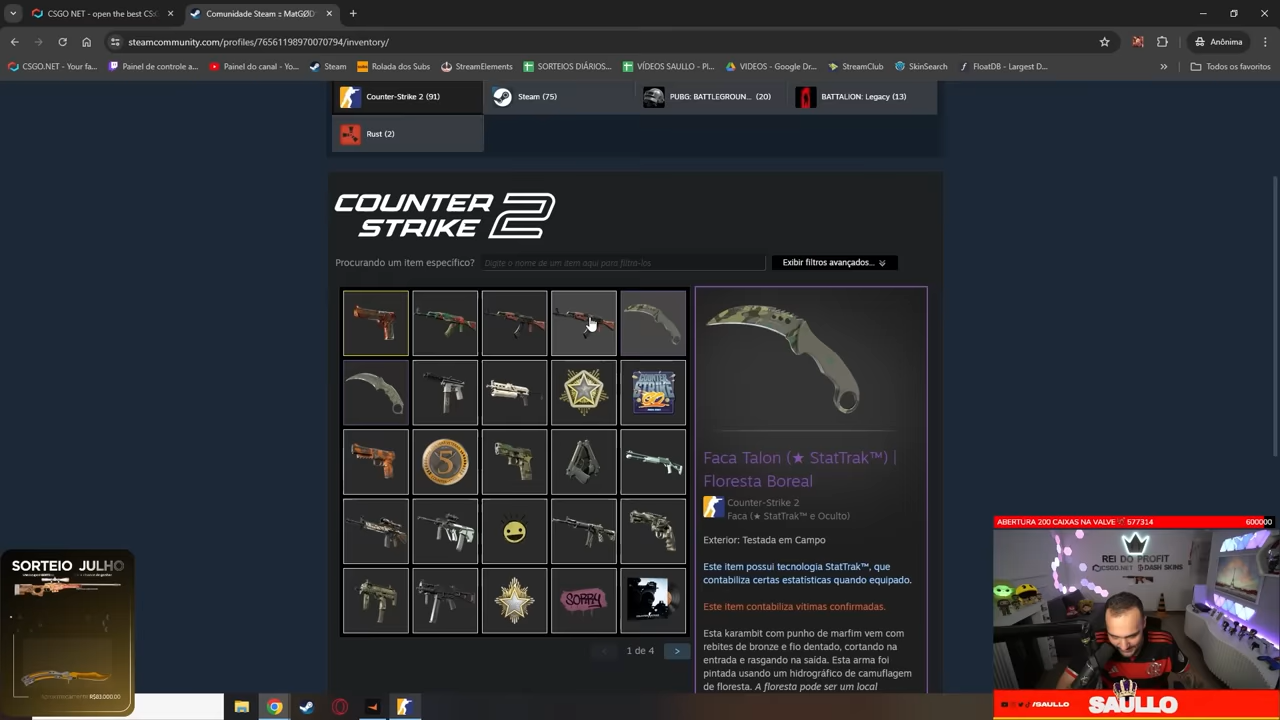 CSGO NET - open the best CS
Comunidade Steam :: MatGØD
steamcommunity.com/profiles/76561198970070794/inventory/
Anônima
CSGO.NET - Your fa...
Painel de controle a...
Painel do canal - Yo...
Steam
Rolada dos Subs
StreamElements
SORTEIOS DIÁRIOS...
VÍDEOS SAULLO - Pl...
VIDEOS - Google Dr...
StreamClub
SkinSearch
FloatDB - Largest D...
Todos os favoritos
Counter-Strike 2 (91)
Steam (75)
PUBG: BATTLEGROUN... (20)
BATTALION: Legacy (13)
Rust (2)
COUNTER
STRIKE 2
Procurando um item específico?
Digite o nome de um item aqui para filtrá-los
Exibir filtros avançados...
COUNTER
STRIKE
5
SORRY
1 de 4
Faca Talon (★ StatTrak™) |
Floresta Boreal
Counter-Strike 2
Faca (★ StatTrak™ e Oculto)
Exterior: Testada em Campo
Este item possui tecnologia StatTrak™, que
contabiliza certas estatísticas quando equipado.
Este item contabiliza vítimas confirmadas.
Esta karambit com punho de marfim vem com
rebites de bronze e fio dentado, cortando na
entrada e rasgando na saída. Esta arma foi
pintada usando um hidrográfico de camuflagem
de floresta. A floresta pode ser um local
SORTEIO JULHO
ABERTURA 200 CAIXAS NA VALVE
577314
600000
REI DO PROFIT
CSGO.NET
DASH SKINS
/SAULLO
SAULLO